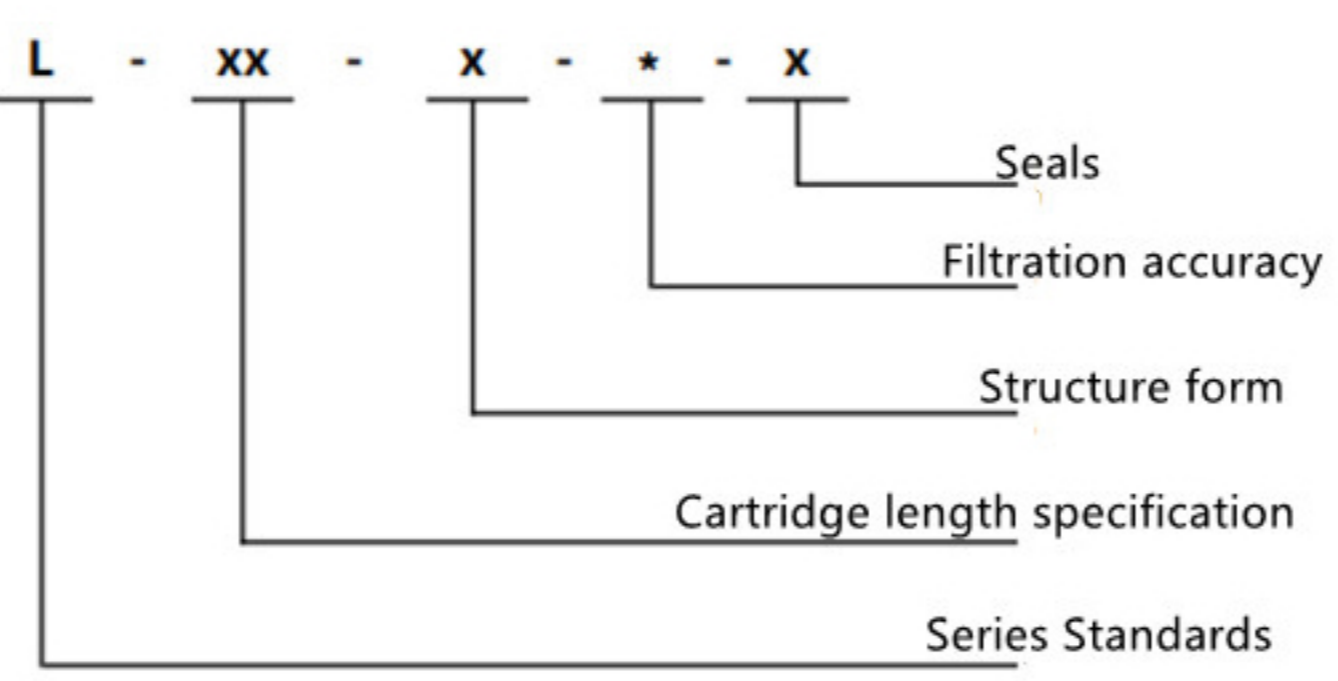 L - XX - X - * - X
Seals
Filtration accuracy
Structure form
Cartridge length specification
Series Standards